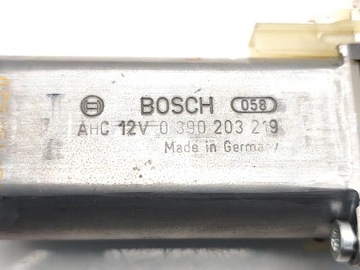 BOSCH 058
AHC 12V 0 390 203 219
Made in Germany